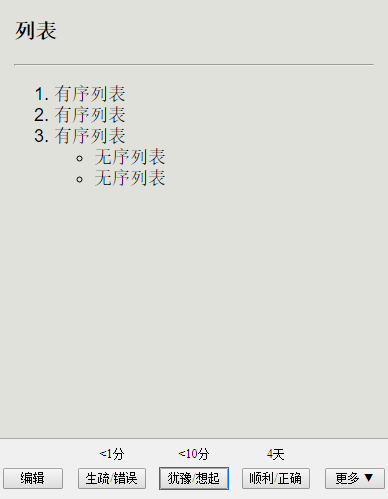 列表
1. 有序列表
2. 有序列表
3. 有序列表
无序列表
无序列表
<1分 <10分 4天
编辑 生疏/错误 犹豫/想起 顺利/正确 更多 ▼